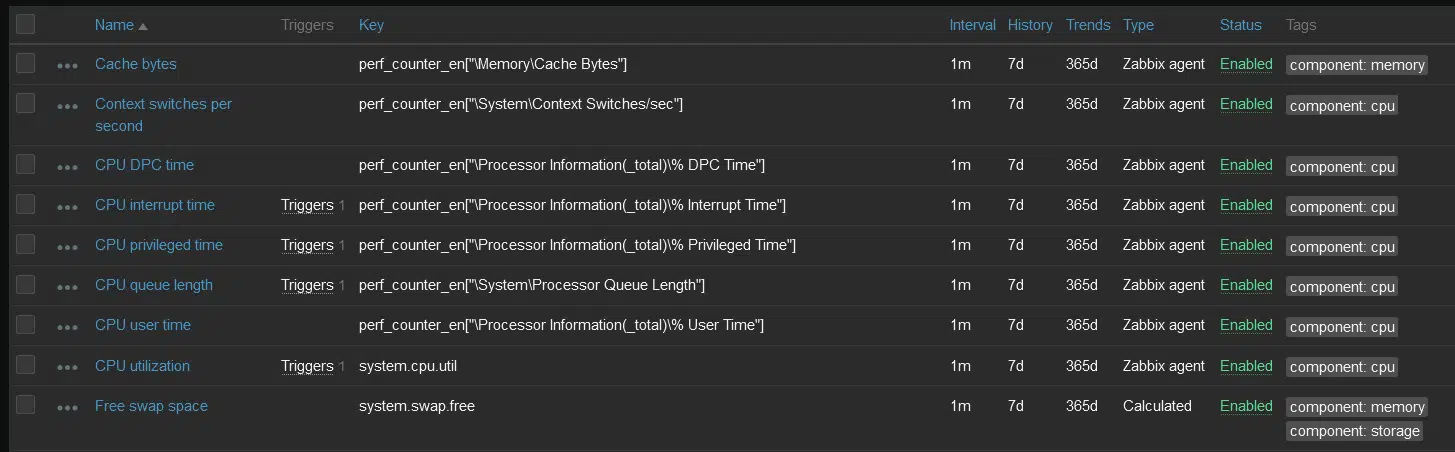 Name Triggers Key Interval History Trends Type Status Tags
Cache bytes perf_counter_en["\Memory\Cache Bytes"] 1m 7d 365d Zabbix agent Enabled component: memory
Context switches per perf_counter_en["\System\Context Switches/sec"] 1m 7d 365d Zabbix agent Enabled component: cpu
second
CPU DPC time perf_counter_en["\Processor Information(_total)\% DPC Time"] 1m 7d 365d Zabbix agent Enabled component: cpu
CPU interrupt time Triggers 1 perf_counter_en["\Processor Information(_total)\% Interrupt Time"] 1m 7d 365d Zabbix agent Enabled component: cpu
CPU privileged time Triggers 1 perf_counter_en["\Processor Information(_total)\% Privileged Time"] 1m 7d 365d Zabbix agent Enabled component: cpu
CPU queue length Triggers 1 perf_counter_en["\System\Processor Queue Length"] 1m 7d 365d Zabbix agent Enabled component: cpu
CPU user time perf_counter_en["\Processor Information(_total)\% User Time"] 1m 7d 365d Zabbix agent Enabled component: cpu
CPU utilization Triggers 1 system.cpu.util 1m 7d 365d Zabbix agent Enabled component: cpu
Free swap space system.swap.free 1m 7d 365d Calculated Enabled component: memory
component: storage